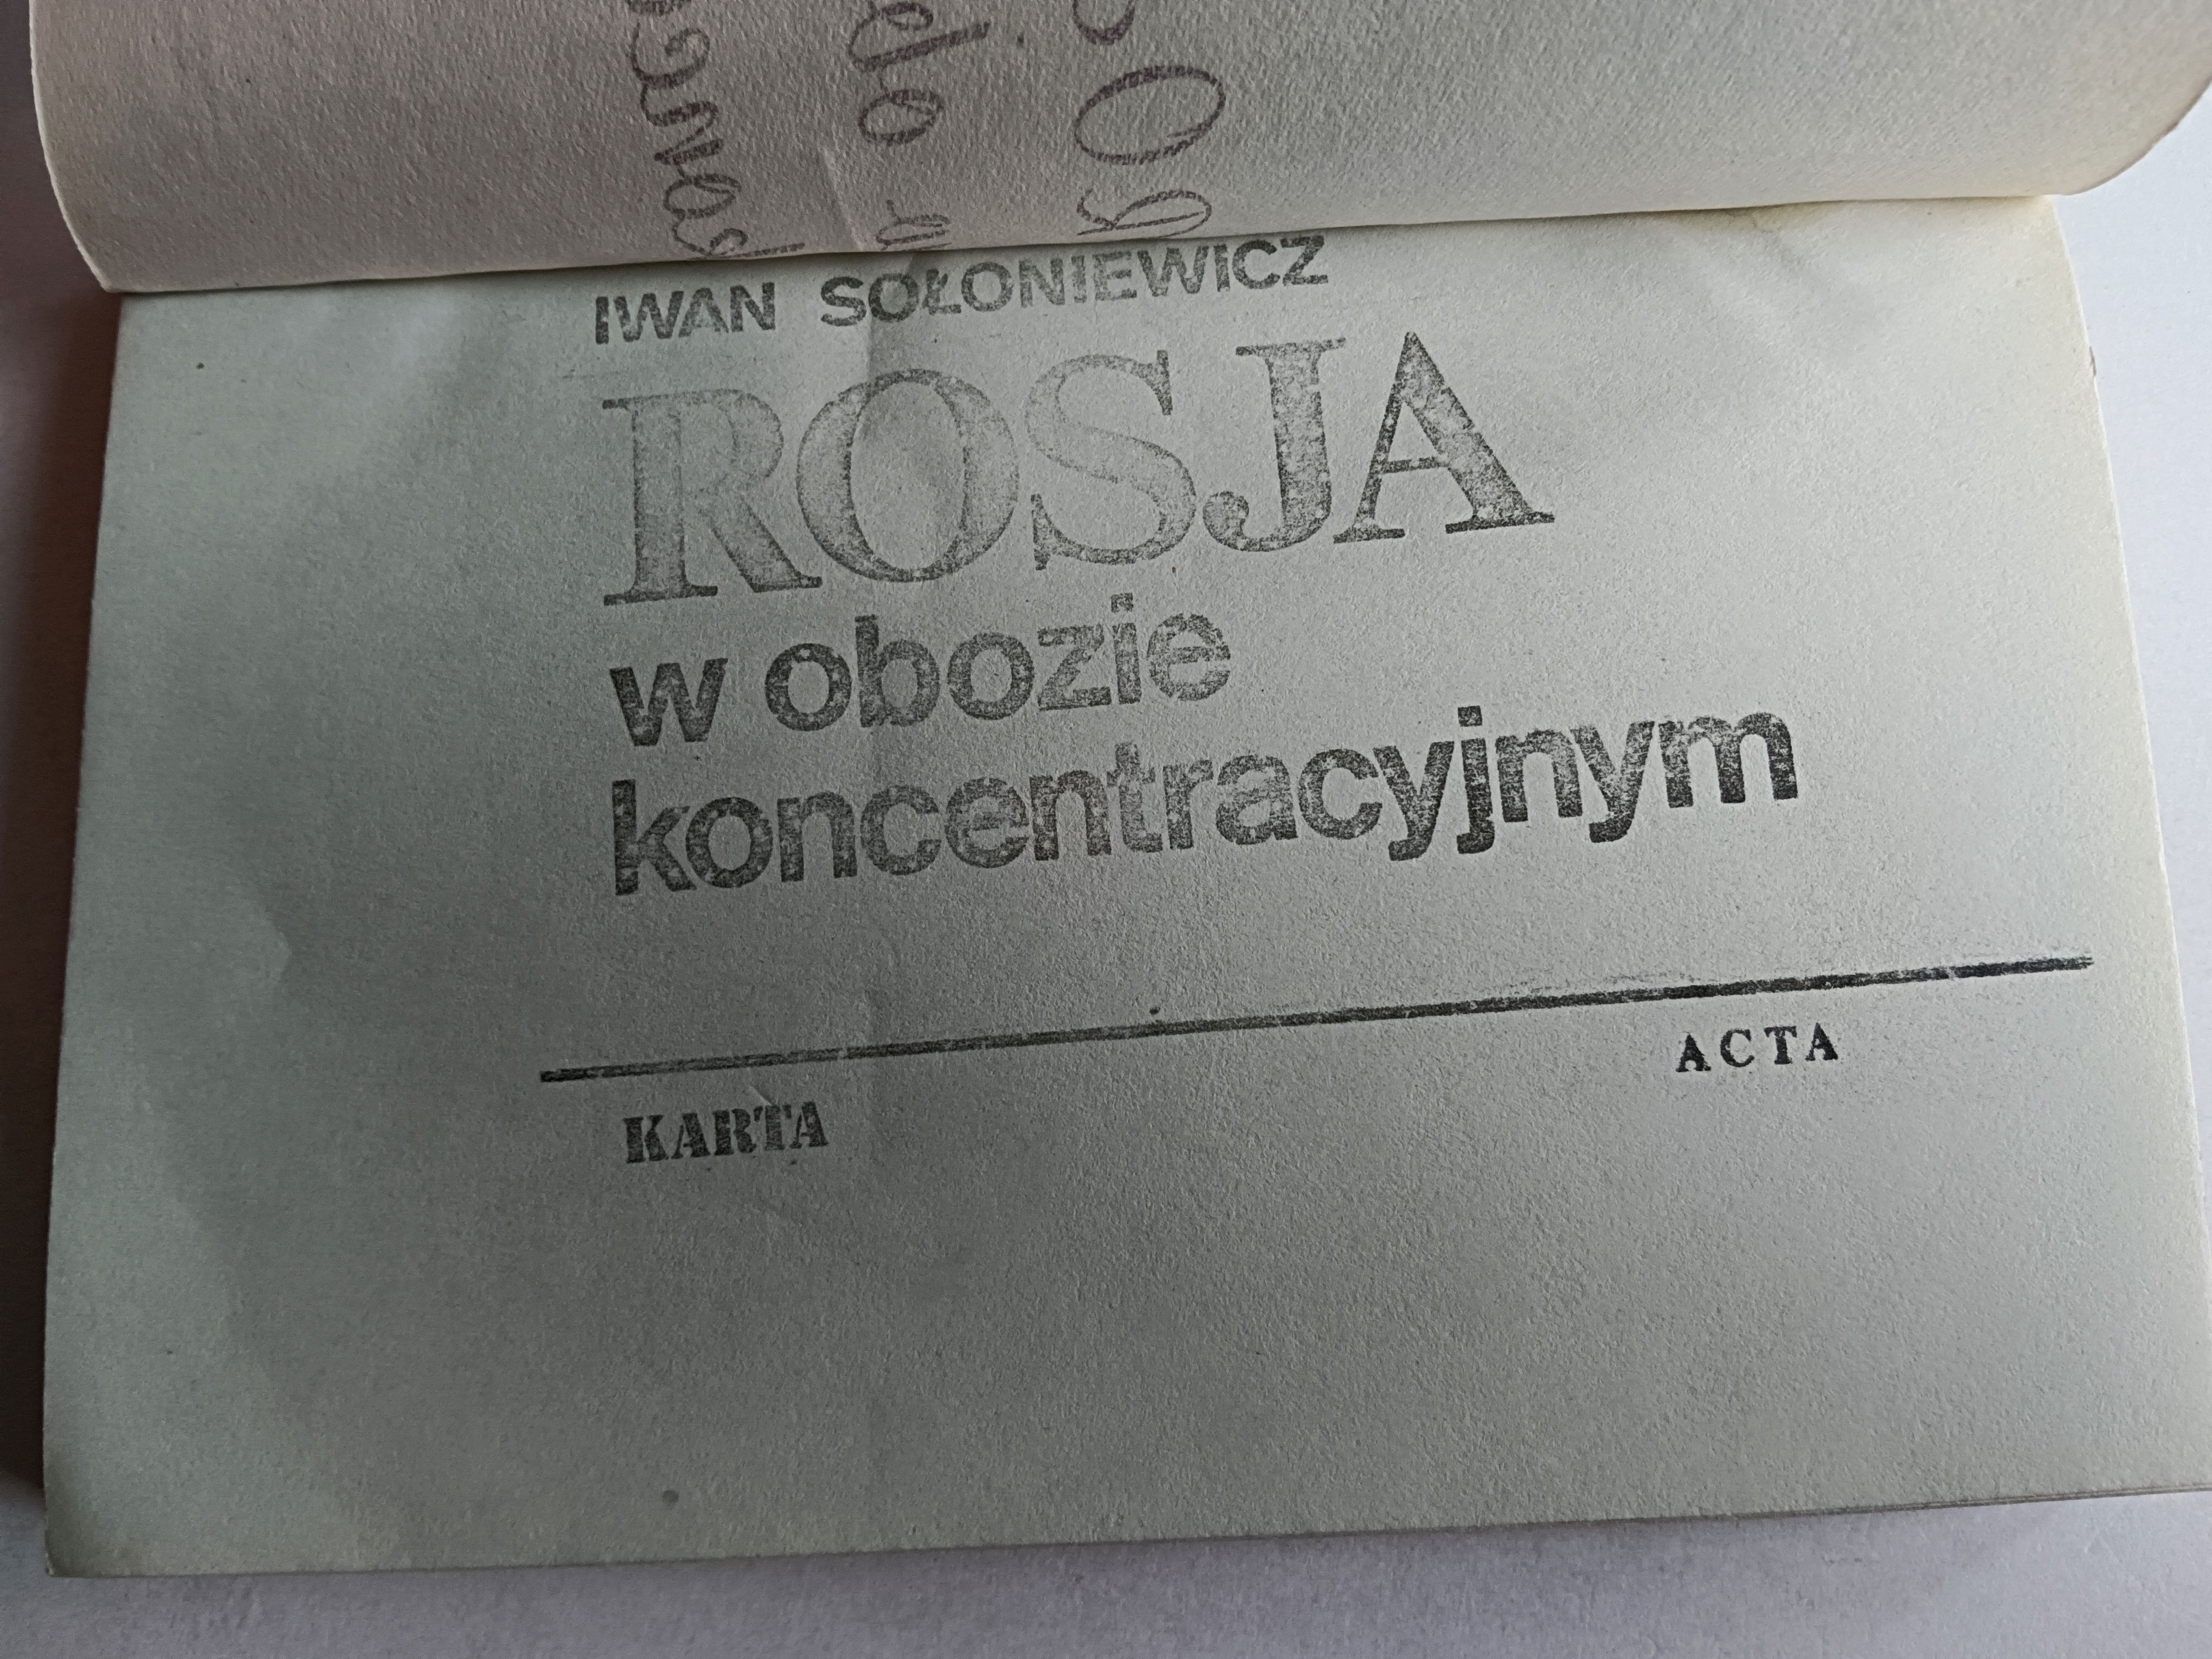 IWAN SOŁONIEWICZ
ROSJA
w obozie
koncentracyjnym
KARTA
ACTA